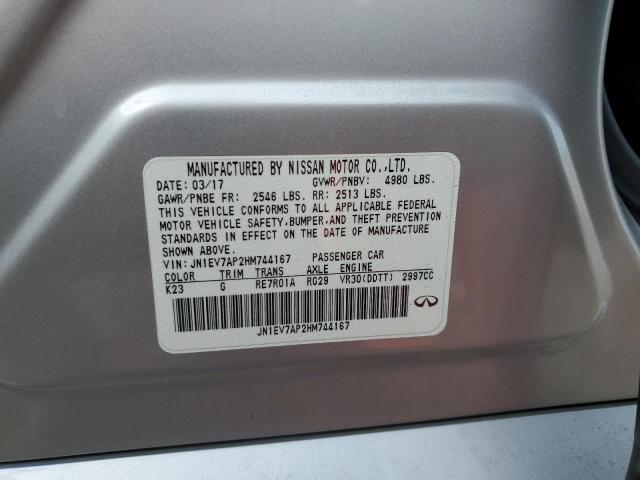 MANUFACTURED BY NISSAN MOTOR CO.,LTD.
DATE: 03/17 GVWR/PNBV: 4980 LBS.
GAWR/PNBE FR: 2546 LBS. RR: 2513 LBS.
THIS VEHICLE CONFORMS TO ALL APPLICABLE FEDERAL
MOTOR VEHICLE SAFETY,BUMPER,AND THEFT PREVENTION
STANDARDS IN EFFECT ON THE DATE OF MANUFACTURE
SHOWN ABOVE.
VIN: JN1EV7AP2HM744167 PASSENGER CAR
COLOR TRIM TRANS AXLE ENGINE
K23 G RE7R01A RG29 VR30(DDTT) 2997CC
JN1EV7AP2HM744167